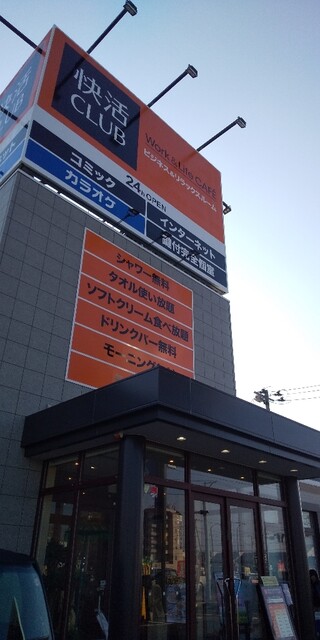 快活
CLUB
Work & Life CAFE
ビジネス&リラックスルーム
24h OPEN
コミック
インターネット
カラオケ
鍵付完全個室
シャワー無料
タオル使い放題
ソフトクリーム食べ放題
ドリンクバー無料
モーニング